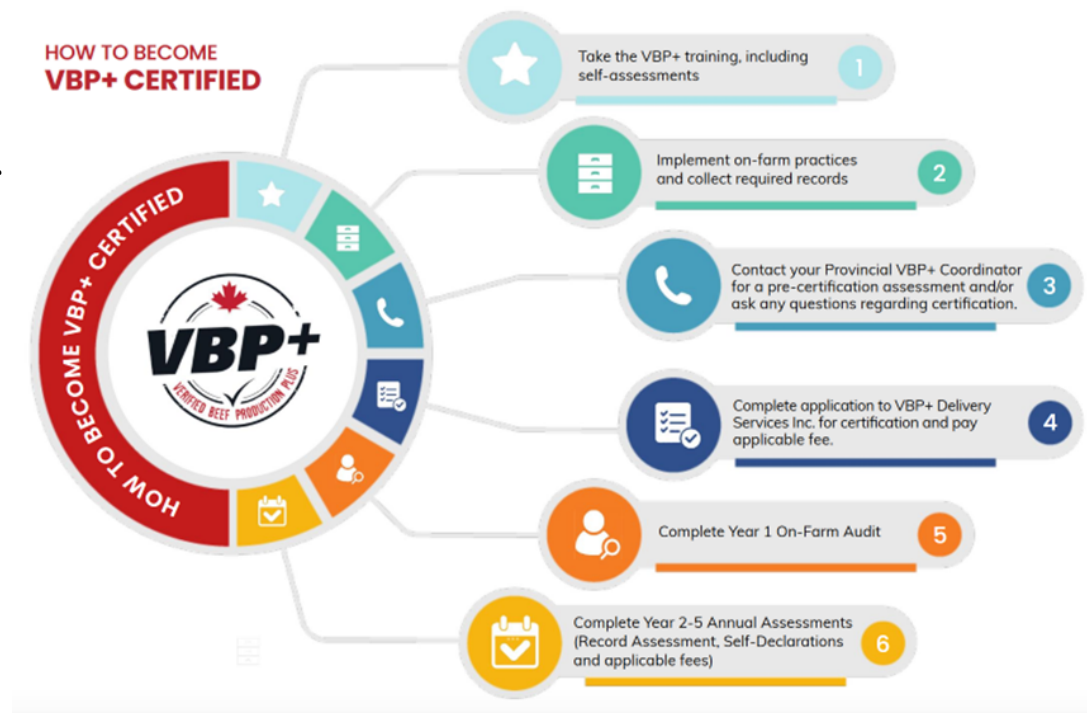 HOW TO BECOME
VBP+ CERTIFIED
Take the VBP+ training, including
self-assessments
1
Implement on-farm practices
and collect required records
2
Contact your Provincial VBP+ Coordinator
for a pre-certification assessment and/or
ask any questions regarding certification.
3
Complete application to VBP+ Delivery
Services Inc. for certification and pay
applicable fee.
4
Complete Year 1 On-Farm Audit
5
Complete Year 2-5 Annual Assessments
(Record Assessment, Self-Declarations
and applicable fees)
6
HOW TO BECOME VBP+ CERTIFIED
VBP+
VERIFIED BEEF PRODUCTION PLUS